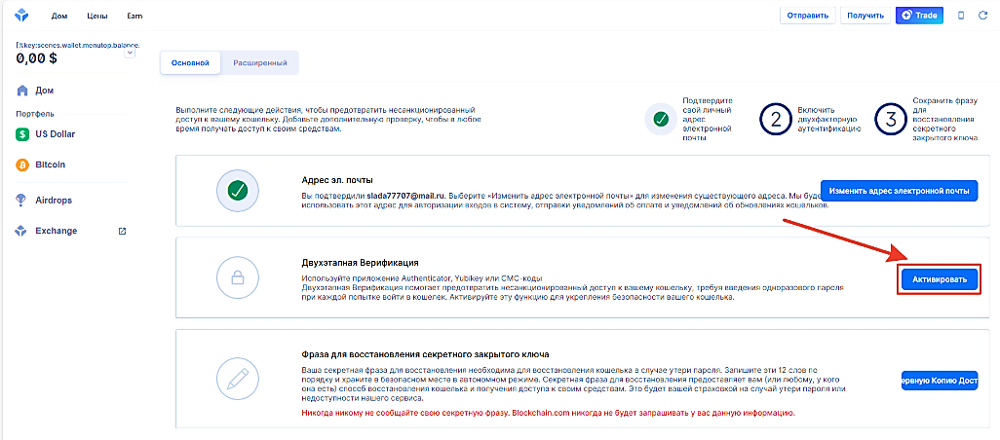 Дом Цены Earn Отправить Получить Trade
[%key:scenes.wallet.menutop.balance.
0,00 $
Дом
Портфель
US Dollar
Bitcoin
Airdrops
Exchange
Основной Расширенный
Выполните следующие действия, чтобы предотвратить несанкционированный
доступ к вашему кошельку. Добавьте дополнительную проверку, чтобы в любое
время получать доступ к своим средствам.
Подтвердите
свой личный
адрес
электронной
почты
2
Включить
двухфакторную
аутентификацию
3
Сохранить фразу
для
восстановления
секретного
закрытого ключа
Адрес эл. почты
Вы подтвердили slada77707@mail.ru. Выберите «Изменить адрес электронной почты» для изменения существующего адреса. Мы буде
использовать этот адрес для авторизации входов в систему, отправки уведомлений об оплате и уведомлений об обновлениях кошельков.
Изменить адрес электронной почты
Двухэтапная Верификация
Используйте приложение Authenticator, Yubikey или СМС-коды
Двухэтапная Верификация помогает предотвратить несанкционированный доступ к вашему кошельку, требуя введения одноразового пароля
при каждой попытке войти в кошелек. Активируйте эту функцию для укрепления безопасности вашего кошелька.
Активировать
Фраза для восстановления секретного закрытого ключа
Ваша секретная фраза для восстановления необходима для восстановления кошелька в случае утери пароля. Запишите эти 12 слов по
порядку и храните в безопасном месте в автономном режиме. Секретная фраза для восстановления предоставляет вам (или любому, у кого
она есть) способ восстановления кошелька и получения доступа к своим средствам. Это будет вашей страховкой на случай утери пароля или
недоступности нашего сервиса.
Никогда никому не сообщайте свою секретную фразу. Blockchain.com никогда не будет запрашивать у вас данную информацию.
ервную Копию Дост